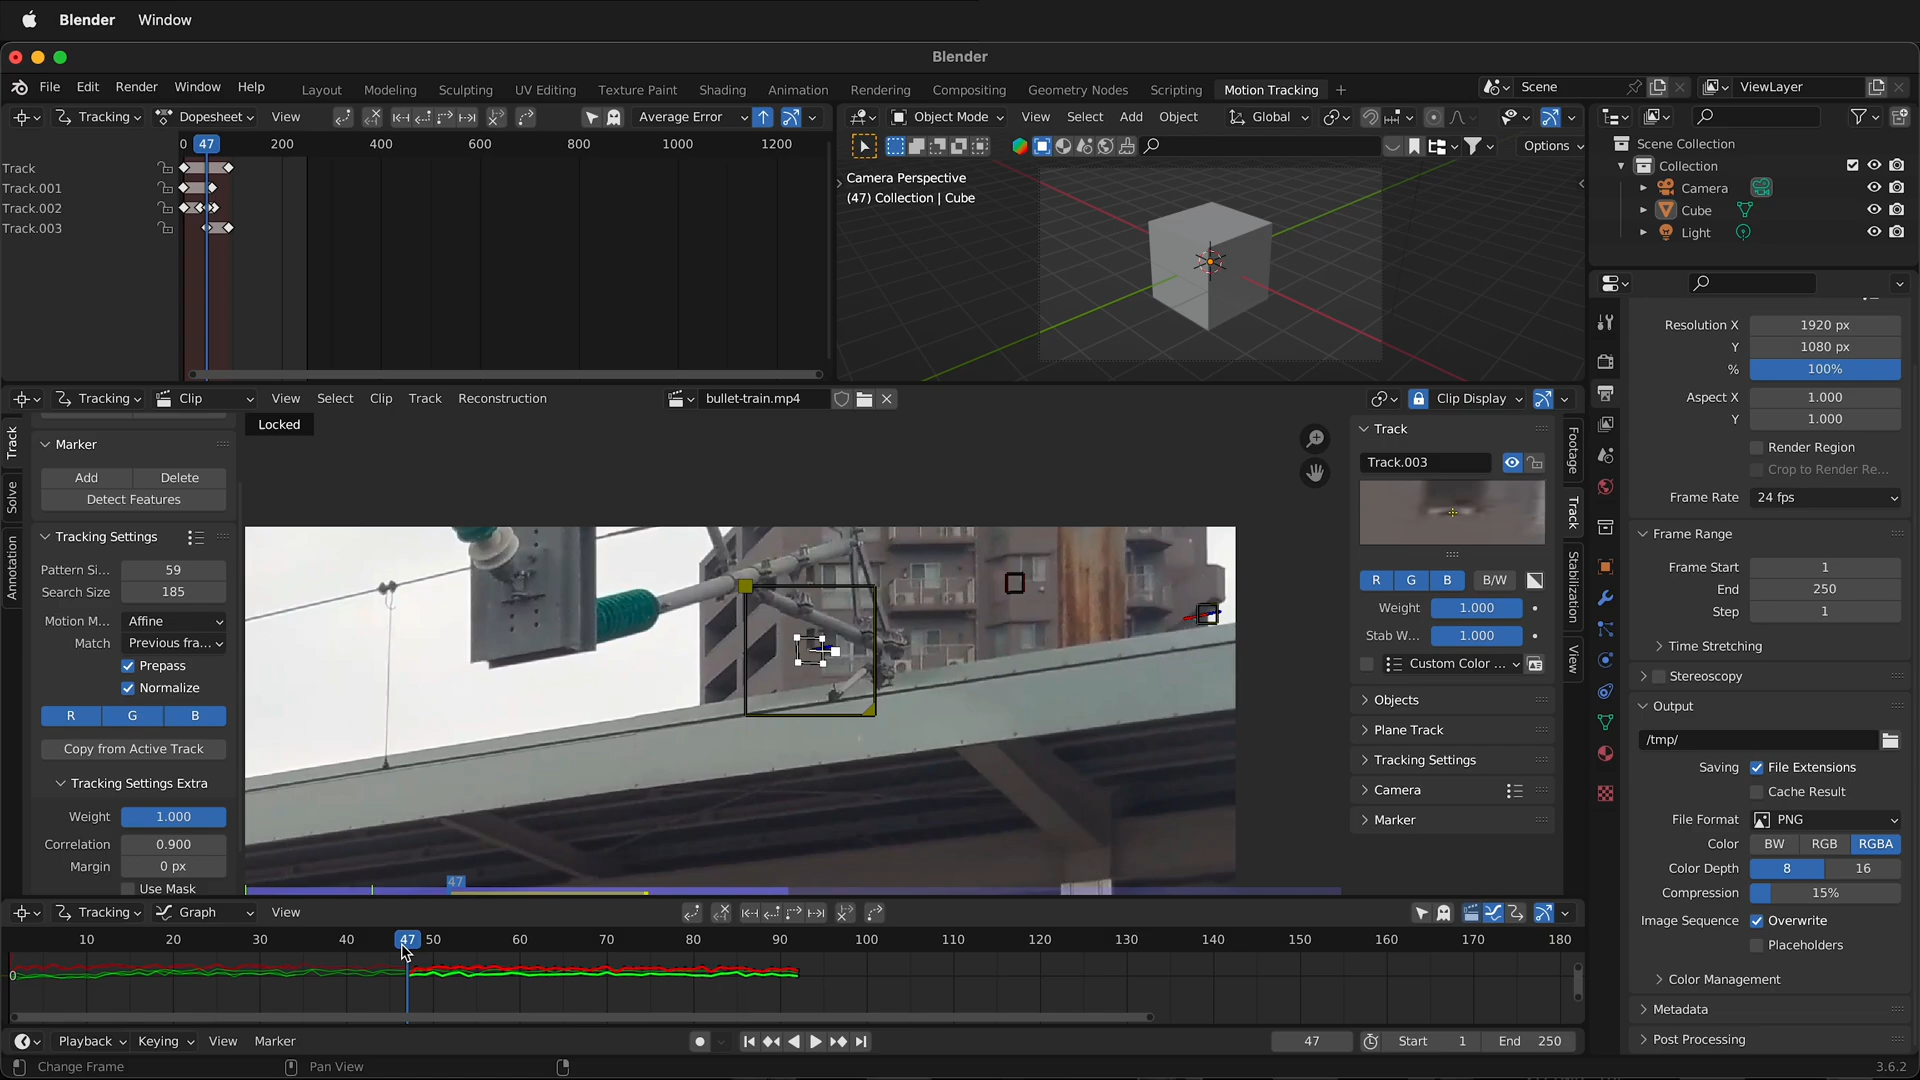 Blender Window
Blender
File Edit Render Window Help Layout Modeling Sculpting UV Editing Texture Paint Shading Animation Rendering Compositing Geometry Nodes Scripting Motion Tracking + Scene ViewLayer
Tracking Dopesheet View Average Error
Object Mode View Select Add Object Global
0 47 200 400 600 800 1000 1200
Options
Track
Track.001
Track.002
Track.003
Camera Perspective
(47) Collection | Cube
Scene Collection
Collection
Camera
Cube
Light
Tracking Clip View Select Clip Track Reconstruction bullet-train.mp4 Clip Display
Locked
Track
Solve
Annotation
Marker
Add Delete
Detect Features
Tracking Settings
Pattern Si... 59
Search Size 185
Motion M... Affine
Match Previous fra...
Prepass
Normalize
R G B
Copy from Active Track
Tracking Settings Extra
Weight 1.000
Correlation 0.900
Margin 0 px
Use Mask
47
Track
Track.003
R G B B/W
Weight 1.000
Stab W... 1.000
Custom Color ...
Objects
Plane Track
Tracking Settings
Camera
Marker
Footage
Track
Stabilization
View
Resolution X 1920 px
Y 1080 px
% 100%
Aspect X 1.000
Y 1.000
Render Region
Crop to Render Re...
Frame Rate 24 fps
Frame Range
Frame Start 1
End 250
Step 1
Time Stretching
Stereoscopy
Output
/tmp/
Saving File Extensions
Cache Result
File Format PNG
Color BW RGB RGBA
Color Depth 8 16
Compression 15%
Image Sequence Overwrite
Placeholders
Color Management
Metadata
Post Processing
Tracking Graph View
10 20 30 40 47 50 60 70 80 90 100 110 120 130 140 150 160 170 180
0
Playback Keying View Marker 47 Start 1 End 250
Change Frame Pan View 3.6.2